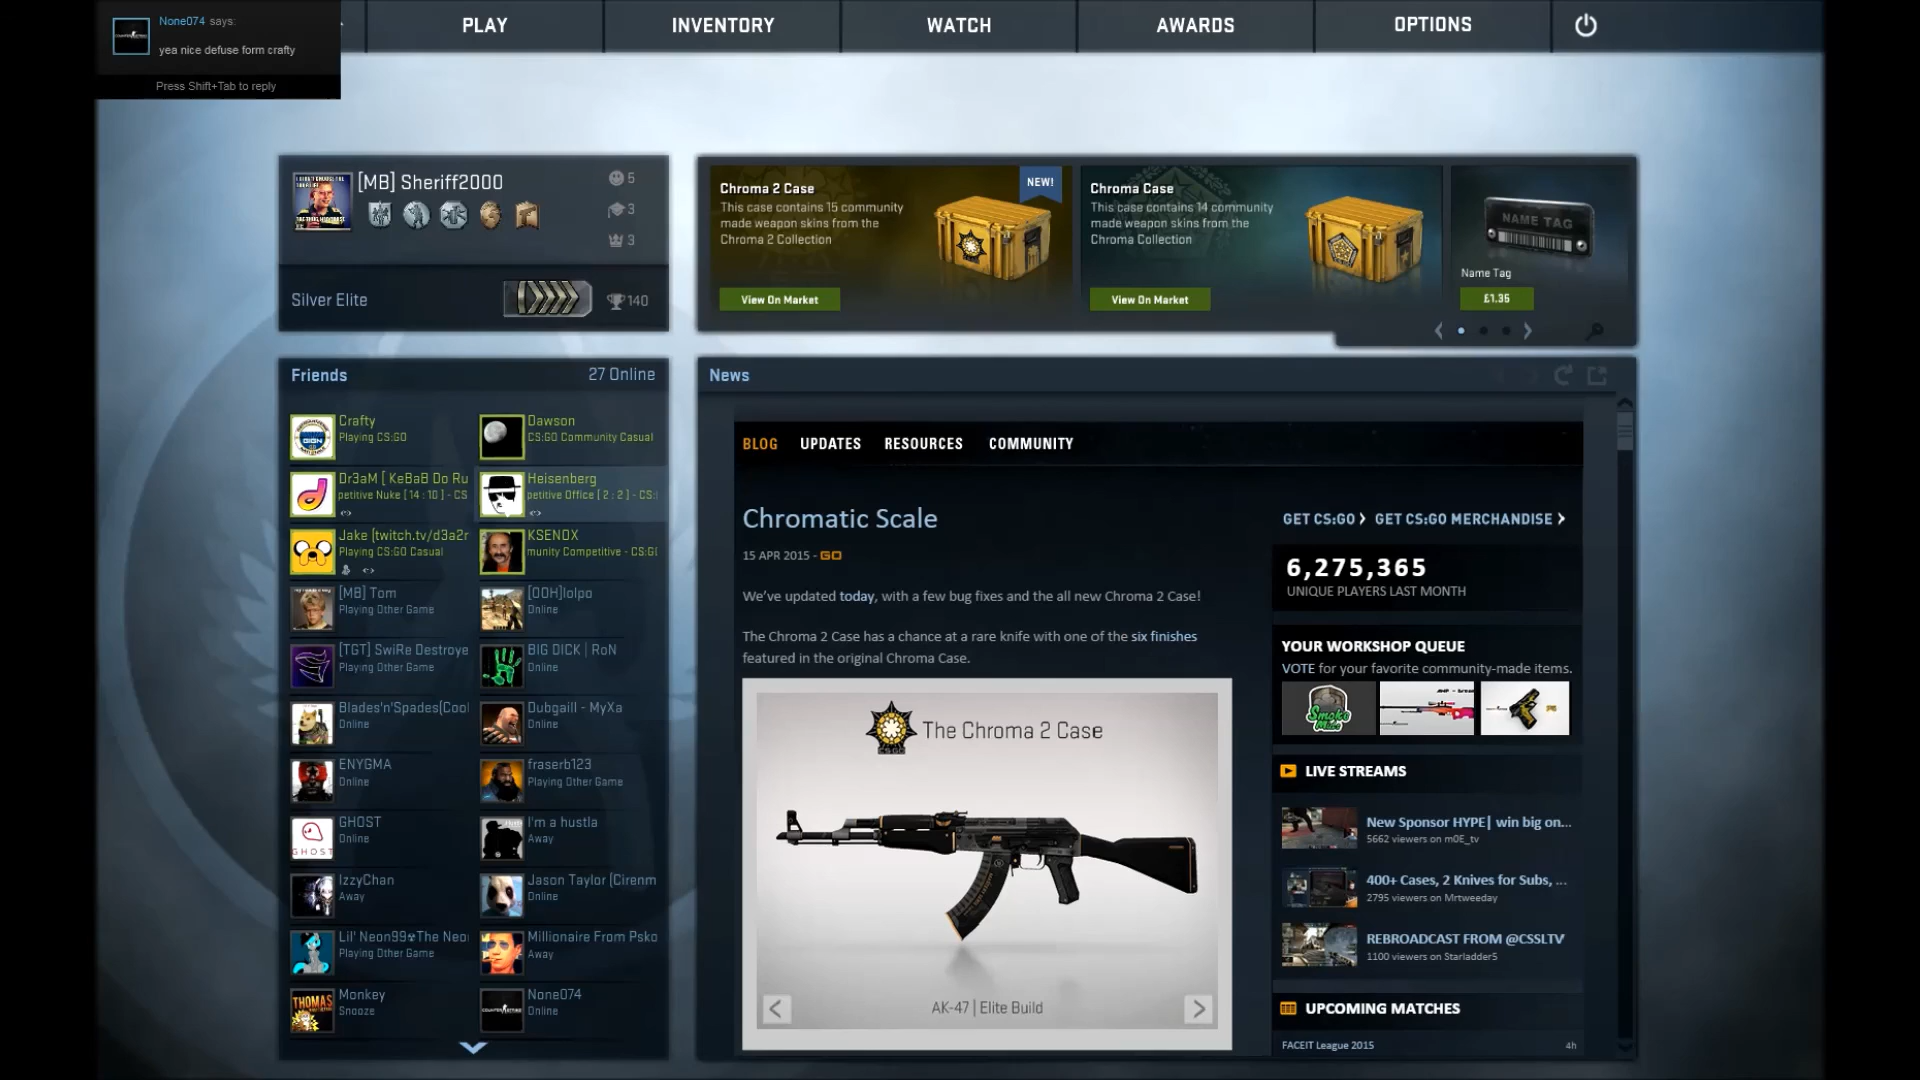 None074 says:
yea nice defuse form crafty
Press Shift+Tab to reply
PLAY
INVENTORY
WATCH
AWARDS
OPTIONS
[MB] Sheriff2000
5
3
3
Silver Elite
140
Chroma 2 Case
This case contains 15 community
made weapon skins from the
Chroma 2 Collection
NEW!
View On Market
Chroma Case
This case contains 14 community
made weapon skins from the
Chroma Collection
View On Market
NAME TAG
Name Tag
£1.35
Friends
27 Online
Crafty
Playing CS:GO
Dawson
CS:GO Community Casual
Dr3aM [ KeBaB Do Ru
petitive Nuke [ 14 : 10 ] - CS
Heisenberg
petitive Office [ 2 : 2 ] - CS:
Jake [twitch.tv/d3a2r
Playing CS:GO Casual
KSENOX
munity Competitive - CS:G
[MB] Tom
Playing Other Game
[OOH]lolpo
Online
[TGT] SwiRe Destroye
Playing Other Game
BIG DICK | RoN
Online
Blades'n'Spades(Cool
Online
Dubgaill - MyXa
Online
ENYGMA
Online
fraserb123
Playing Other Game
GHOST
Online
GHOST
I'm a hustla
Away
IzzyChan
Away
Jason Taylor (Cirenm
Online
Lil' Neon99☢The Neo
Playing Other Game
Millionaire From Psko
Away
Monkey
Snooze
THOMAS
None074
Online
News
BLOG
UPDATES
RESOURCES
COMMUNITY
Chromatic Scale
15 APR 2015 - GO
We've updated today, with a few bug fixes and the all new Chroma 2 Case!
The Chroma 2 Case has a chance at a rare knife with one of the six finishes
featured in the original Chroma Case.
The Chroma 2 Case
AK-47 | Elite Build
GET CS:GO
GET CS:GO MERCHANDISE
6,275,365
UNIQUE PLAYERS LAST MONTH
YOUR WORKSHOP QUEUE
VOTE for your favorite community-made items.
LIVE STREAMS
New Sponsor HYPE| win big on...
5662 viewers on m0E_tv
400+ Cases, 2 Knives for Subs, ...
2795 viewers on Mrtweeday
REBROADCAST FROM @CSSLTV
1100 viewers on Starladder5
UPCOMING MATCHES
FACEIT League 2015
4h